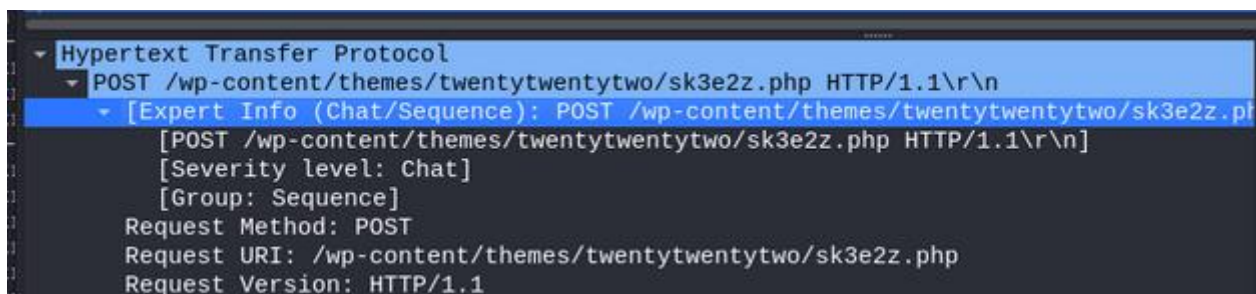 Hypertext Transfer Protocol
POST /wp-content/themes/twentytwentytwo/sk3e2z.php HTTP/1.1\r\n
[Expert Info (Chat/Sequence): POST /wp-content/themes/twentytwentytwo/sk3e2z.ph
[POST /wp-content/themes/twentytwentytwo/sk3e2z.php HTTP/1.1\r\n]
[Severity level: Chat]
[Group: Sequence]
Request Method: POST
Request URI: /wp-content/themes/twentytwentytwo/sk3e2z.php
Request Version: HTTP/1.1